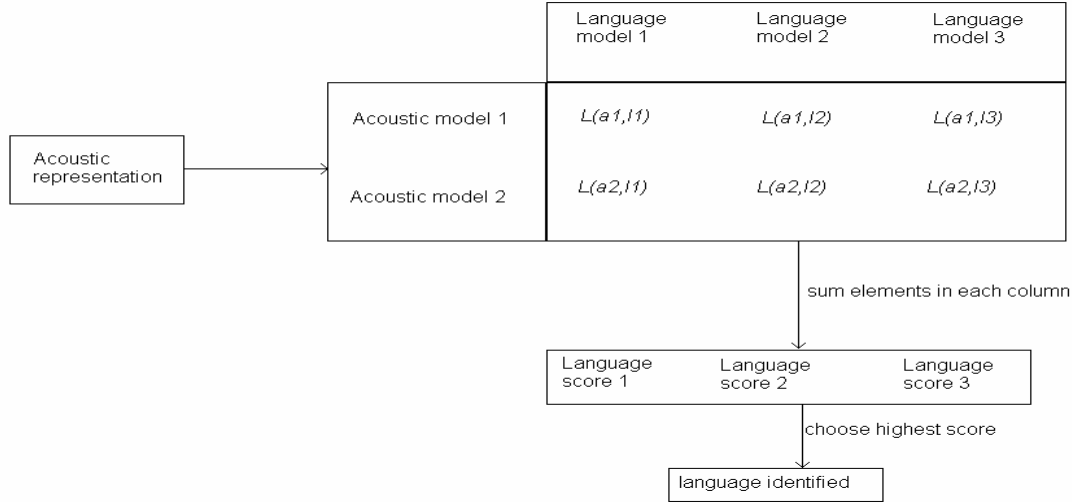 Language model 1
Language model 2
Language model 3
Acoustic model 1
L(a1,l1)
L(a1,l2)
L(a1,l3)
Acoustic
representation
Acoustic model 2
L(a2,l1)
L(a2,l2)
L(a2,l3)
sum elements in each column
Language
score 1
Language
score 2
Language
score 3
choose highest score
language identified